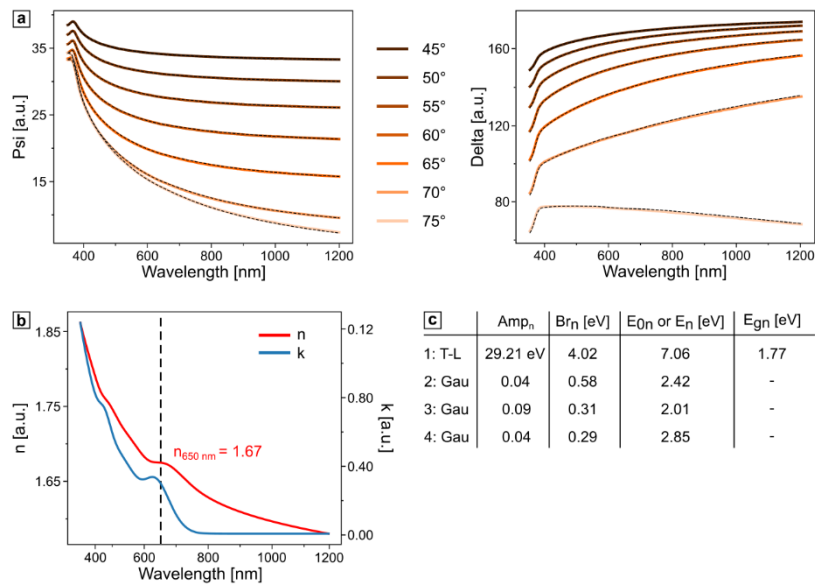 a
35
25
15
Psi [a.u.]
400 600 800 1000 1200
Wavelength [nm]
45°
50°
55°
60°
65°
70°
75°
160
120
80
Delta [a.u.]
400 600 800 1000 1200
Wavelength [nm]
b
1.85
1.75
1.65
n [a.u.]
n
k
n650 nm = 1.67
0.12
0.80
0.40
0.00
k [a.u.]
400 600 800 1000 1200
Wavelength [nm]
c
Ampn Brn [eV] E0n or En [eV] Egn [eV]
1: T-L 29.21 eV 4.02 7.06 1.77
2: Gau 0.04 0.58 2.42 -
3: Gau 0.09 0.31 2.01 -
4: Gau 0.04 0.29 2.85 -